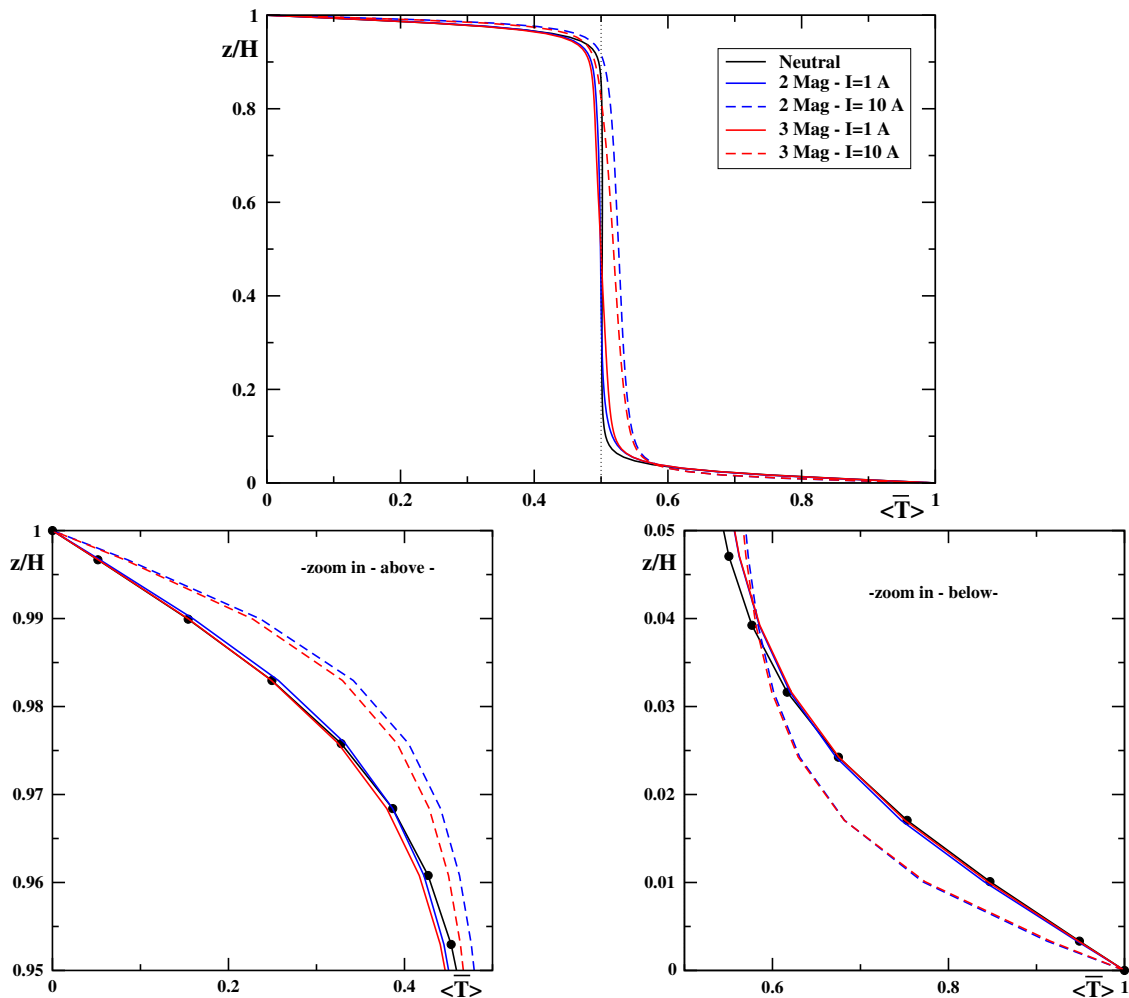 z/H
1
0.8
0.6
0.4
0.2
0
Neutral
2 Mag - I=1 A
2 Mag - I= 10 A
3 Mag - I=1 A
3 Mag - I=10 A
0 0.2 0.4 0.6 0.8 1
<T̅>
z/H
1
0.99
0.98
0.97
0.96
0.95
-zoom in - above -
0 0.2 0.4
<T̅>
z/H
0.05
0.04
0.03
0.02
0.01
0
-zoom in - below-
0.6 0.8 1
<T̅>